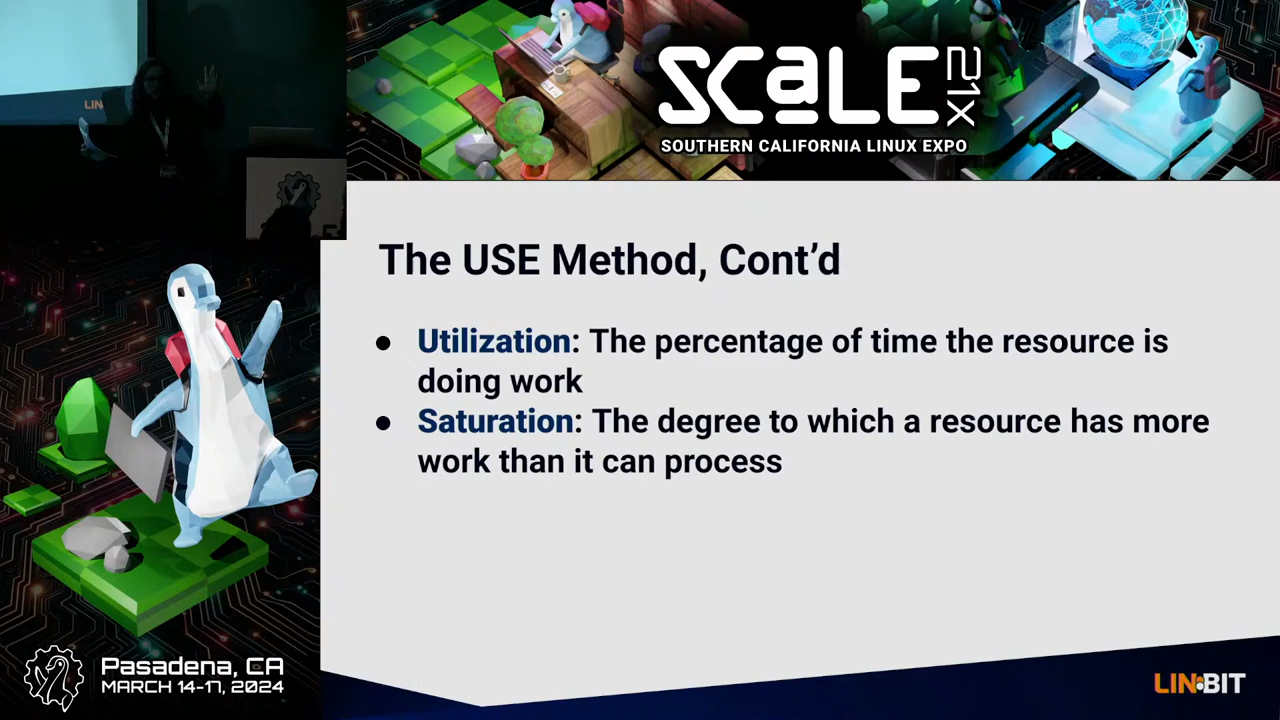 LIN
SCaLE 21X
SOUTHERN CALIFORNIA LINUX EXPO
The USE Method, Cont’d
● Utilization: The percentage of time the resource is
doing work
● Saturation: The degree to which a resource has more
work than it can process
Pasadena, CA
MARCH 14-17, 2024
LINBIT